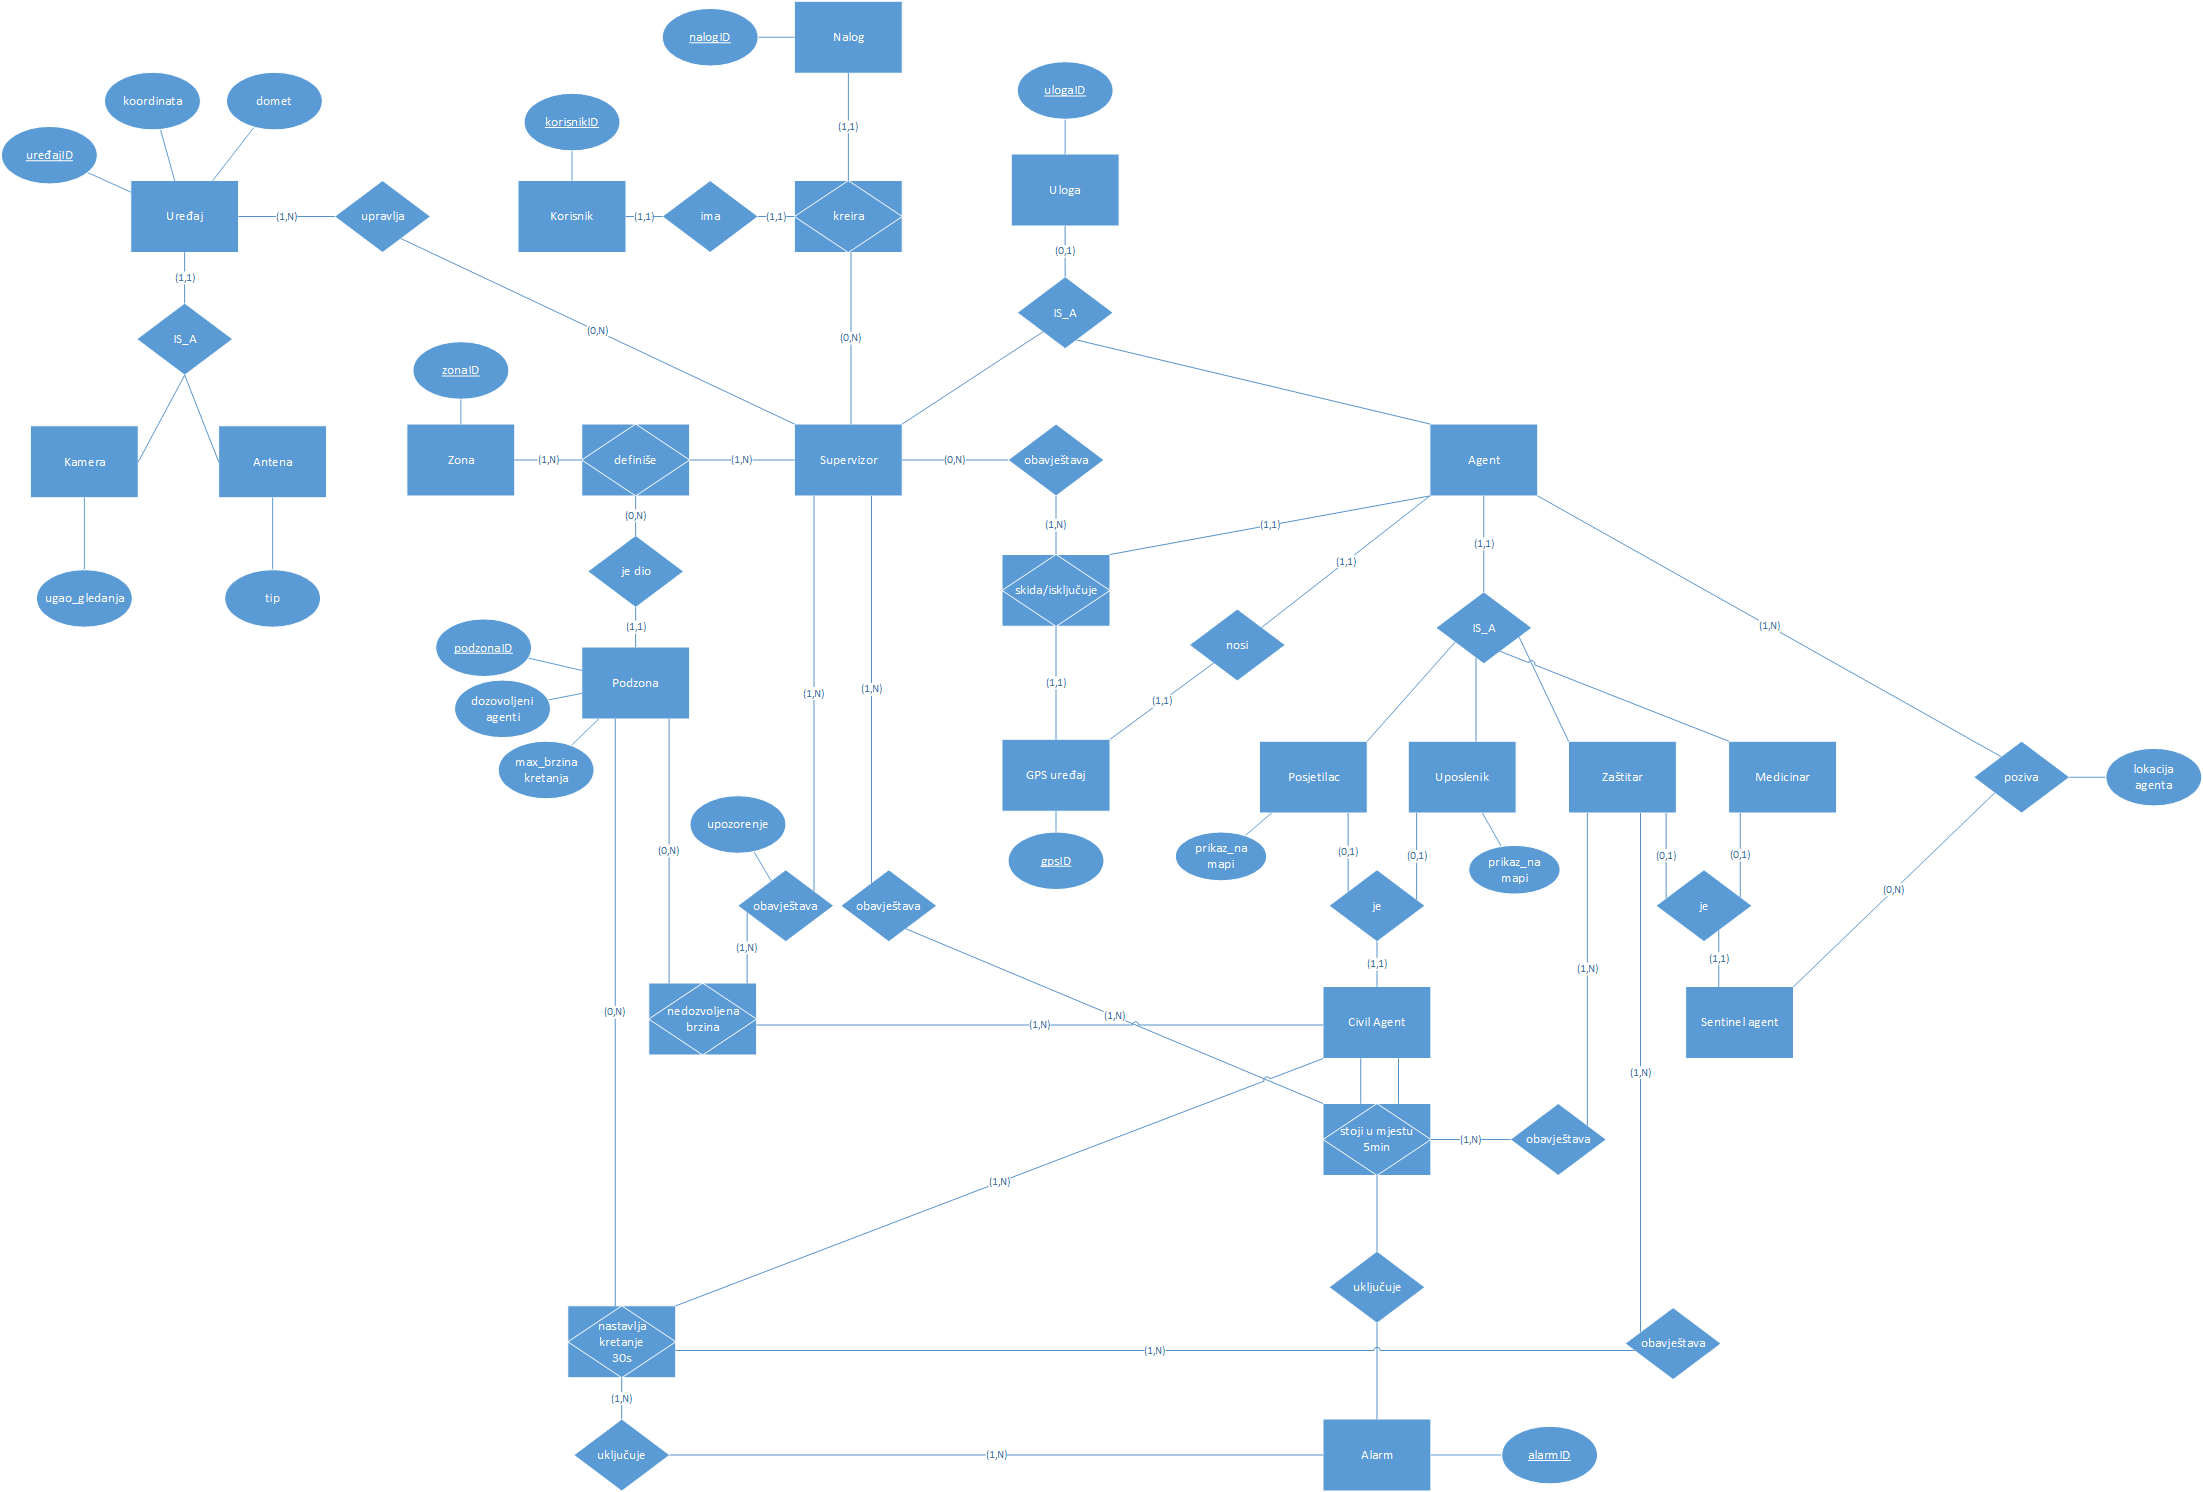 nalogID
Nalog
ulogaID
koordinata
domet
korisnikID
uređajID
(1,1)
Uloga
Uređaj
(1,N)
upravlja
Korisnik
(1,1)
ima
(1,1)
kreira
(0,1)
(1,1)
IS_A
(0,N)
(0,N)
IS_A
zonaID
Kamera
Antena
Zona
(1,N)
definiše
(1,N)
Supervizor
(0,N)
obavještava
Agent
(0,N)
(1,N)
(1,1)
(1,1)
(1,1)
je dio
skida/isključuje
ugao_gledanja
tip
(1,1)
IS_A
(1,N)
podzonaID
nosi
Podzona
(1,1)
(1,N)
(1,N)
(1,1)
dozovoljeni
agenti
max_brzina
kretanja
GPS uređaj
Posjetilac
Uposlenik
Zaštitar
Medicinar
poziva
lokacija
agenta
upozorenje
(0,N)
gpsID
prikaz_na
mapi
(0,1)
(0,1)
prikaz_na
mapi
(0,1)
(0,1)
(0,N)
obavještava
obavještava
je
je
(1,N)
(1,1)
(1,N)
(1,1)
(0,N)
nedozvoljena
brzina
(1,N)
(1,N)
Civil Agent
Sentinel agent
(1,N)
stoji u mjestu
5min
(1,N)
obavještava
(1,N)
uključuje
nastavlja
kretanje
30s
(1,N)
obavještava
(1,N)
uključuje
(1,N)
Alarm
alarmID